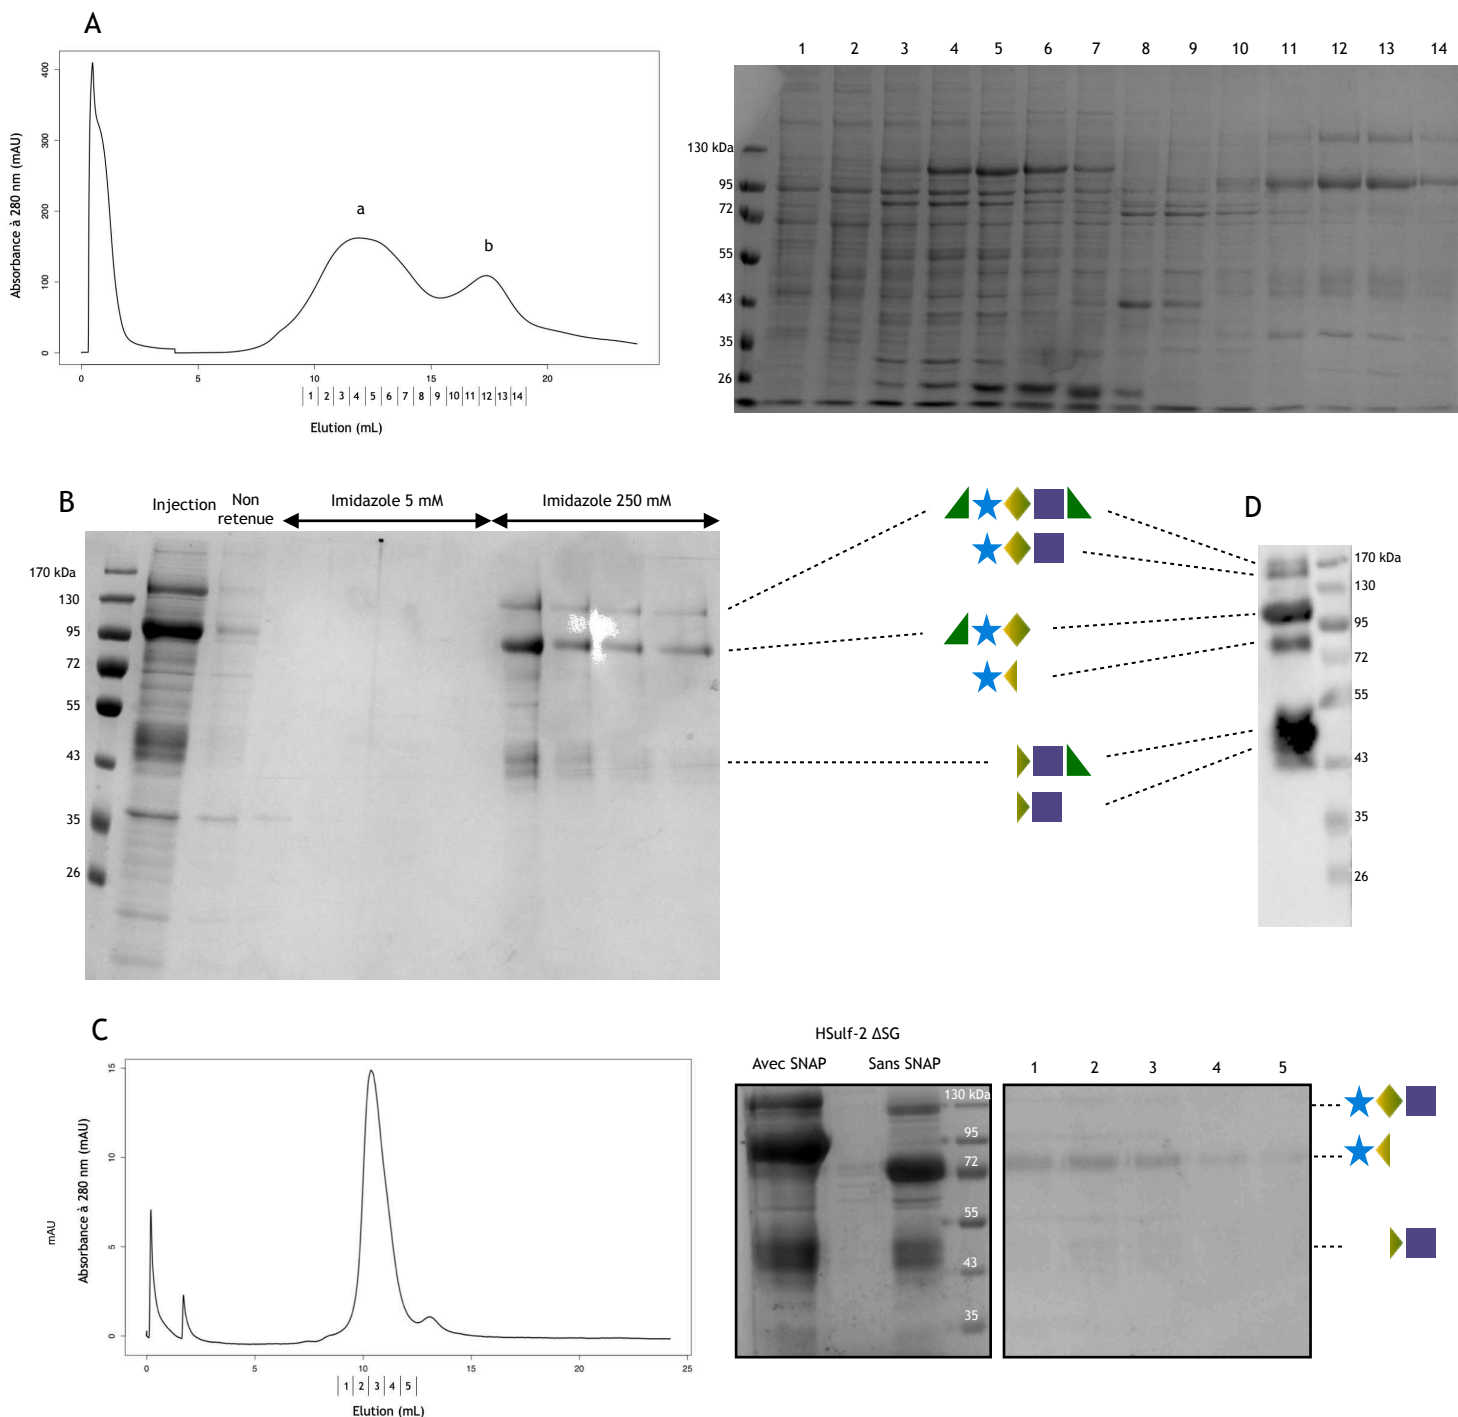 A
Absorbance à 280 nm (mAU)
400
300
200
100
0
a
b
0 5 10 15 20
1 2 3 4 5 6 7 8 9 10 11 12 13 14
Elution (mL)
1 2 3 4 5 6 7 8 9 10 11 12 13 14
130 kDa
95
72
55
43
35
26
B
Injection
Non
retenue
Imidazole 5 mM
Imidazole 250 mM
170 kDa
130
95
72
55
43
35
26
D
170 kDa
130
95
72
55
43
35
26
C
mAU
Absorbance à 280 nm (mAU)
15
10
5
0
0 5 10 15 20 25
1 2 3 4 5
Elution (mL)
HSulf-2 ΔSG
Avec SNAP Sans SNAP
130 kDa
95
72
55
43
35
1 2 3 4 5